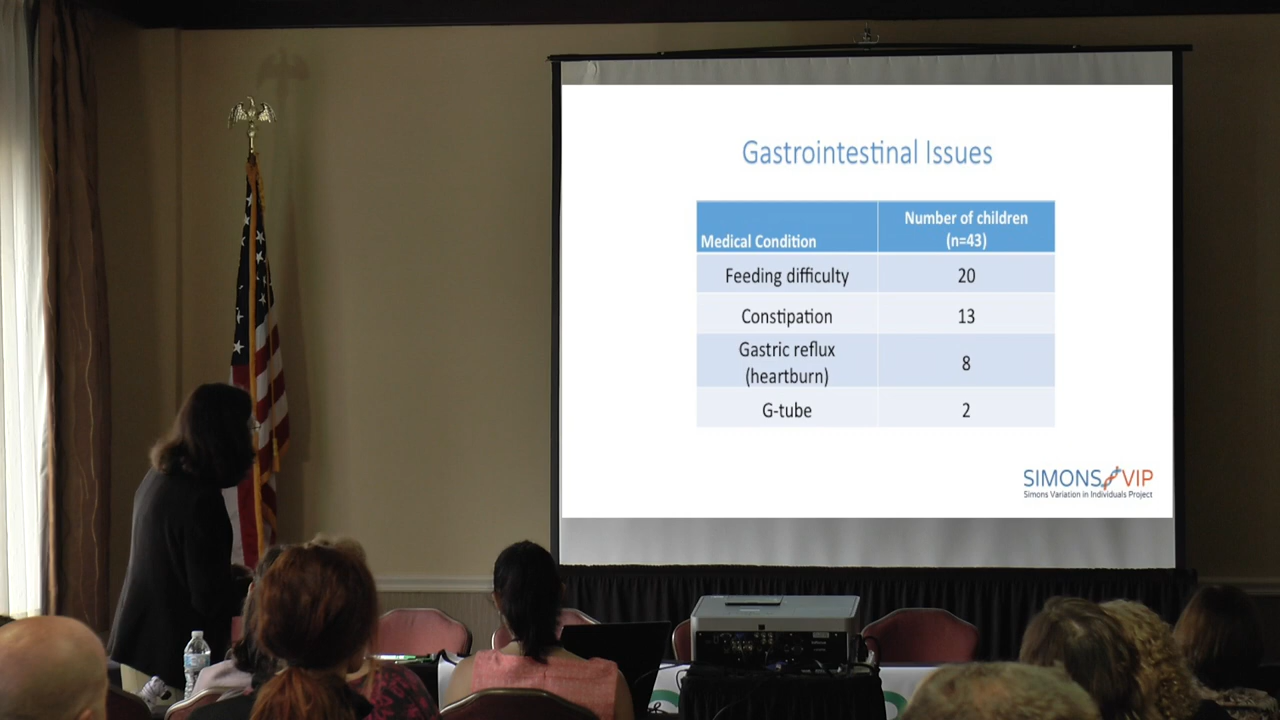 Gastrointestinal Issues
Medical Condition
Number of children
(n=43)
Feeding difficulty
20
Constipation
13
Gastric reflux
(heartburn)
8
G-tube
2
SIMONS VIP
Simons Variation in Individuals Project